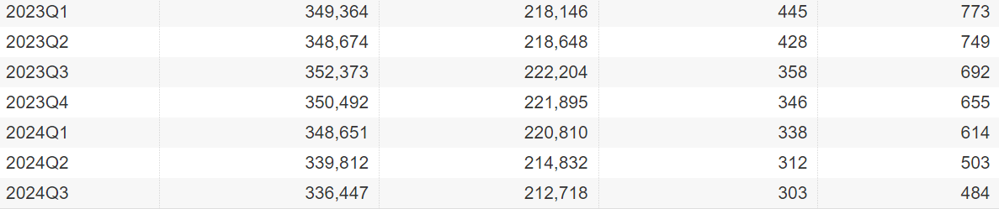 2023Q1 349,364 218,146 445 773
2023Q2 348,674 218,648 428 749
2023Q3 352,373 222,204 358 692
2023Q4 350,492 221,895 346 655
2024Q1 348,651 220,810 338 614
2024Q2 339,812 214,832 312 503
2024Q3 336,447 212,718 303 484